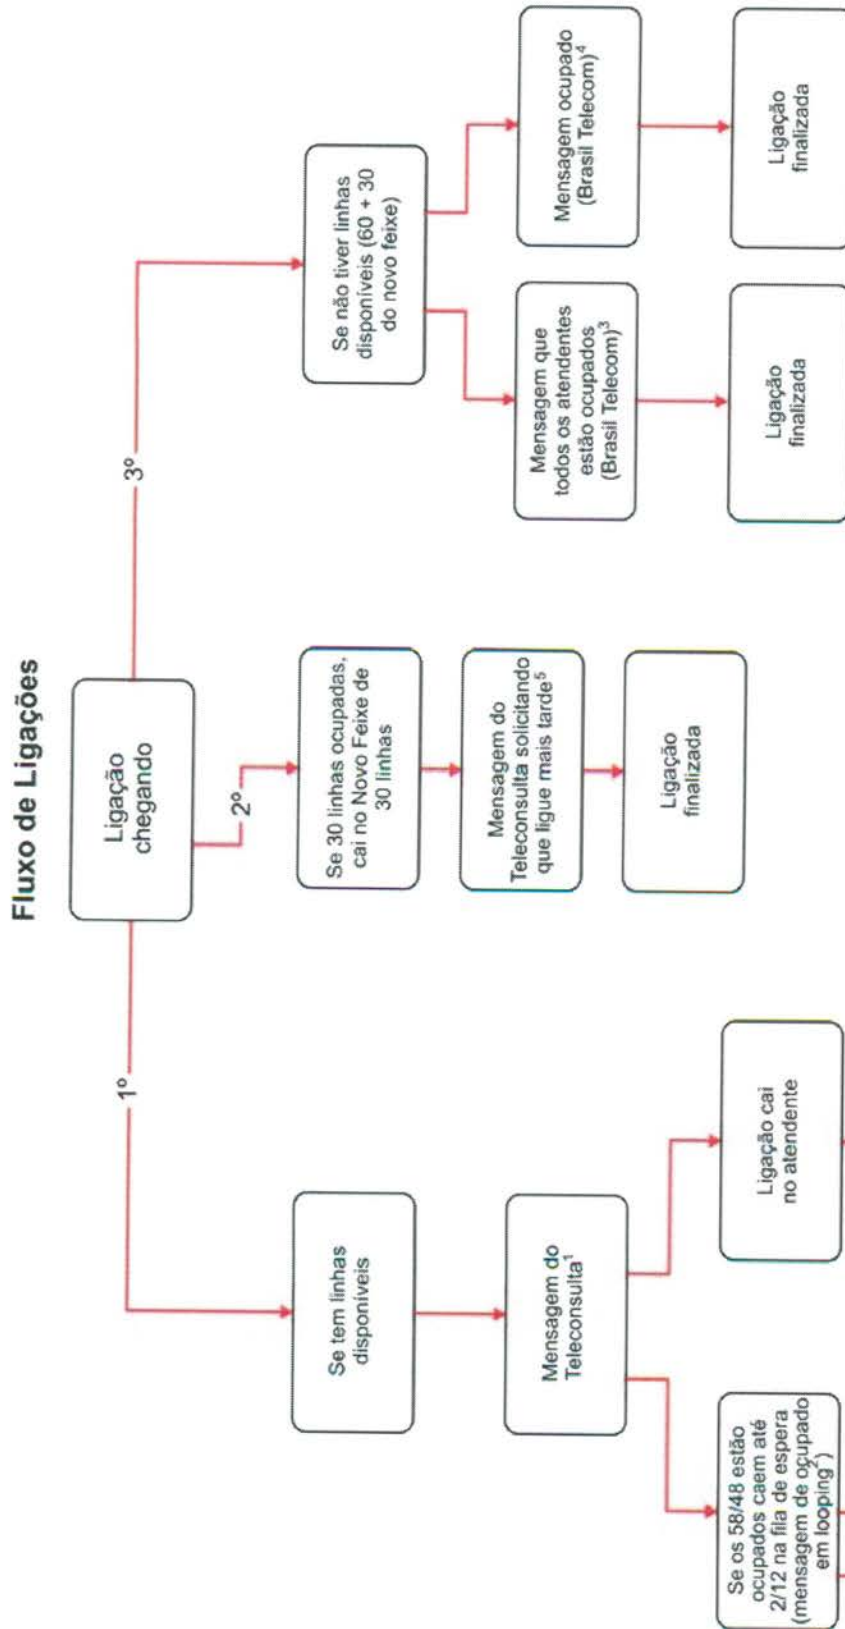 Fluxo de Ligações
Ligação
chegando
1º
2º
3º
Se tem linhas
disponíveis
Mensagem do
Teleconsulta¹
Se os 58/48 estão
ocupados caem até
2/12 na fila de espera
(mensagem de ocupado
em looping²)
Ligação cai
no atendente
Se 30 linhas ocupadas,
cai no Novo Feixe de
30 linhas
Mensagem do
Teleconsulta solicitando
que ligue mais tarde⁵
Ligação
finalizada
Se não tiver linhas
disponíveis (60 + 30
do novo feixe)
Mensagem que
todos os atendentes
estão ocupados
(Brasil Telecom)³
Ligação
finalizada
Mensagem ocupado
(Brasil Telecom)⁴
Ligação
finalizada